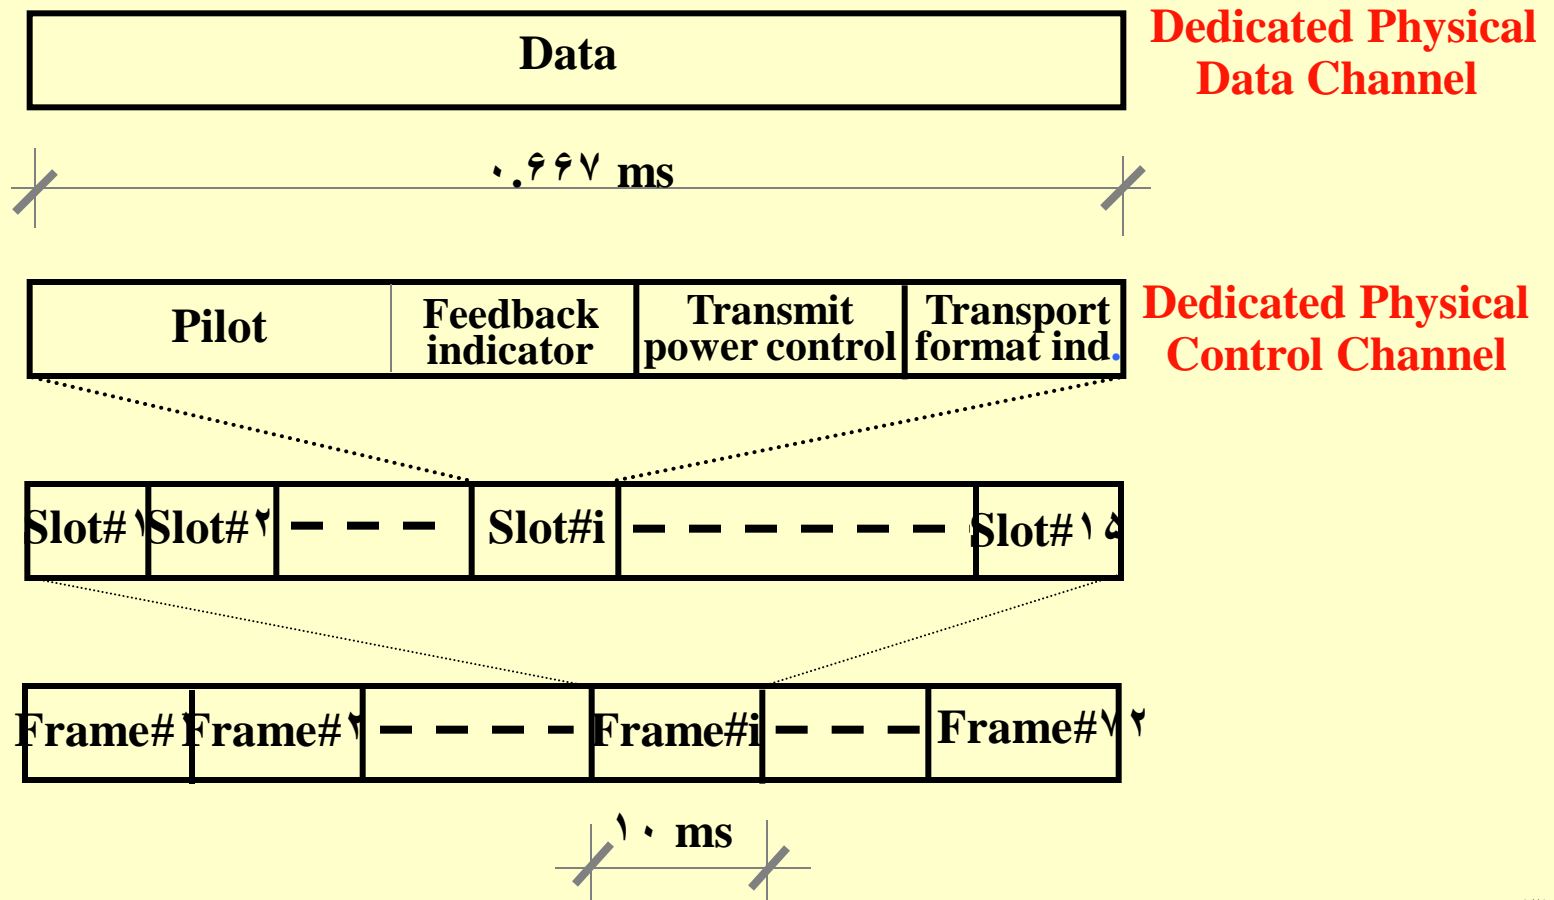 Data
Dedicated Physical
Data Channel
۰.۶۶۷ ms
Pilot
Feedback
indicator
Transmit
power control
Transport
format ind.
Dedicated Physical
Control Channel
Slot#۱
Slot#۲
Slot#i
Slot#۱۵
Frame#۱
Frame#۲
Frame#i
Frame#۷۲
۱۰ ms